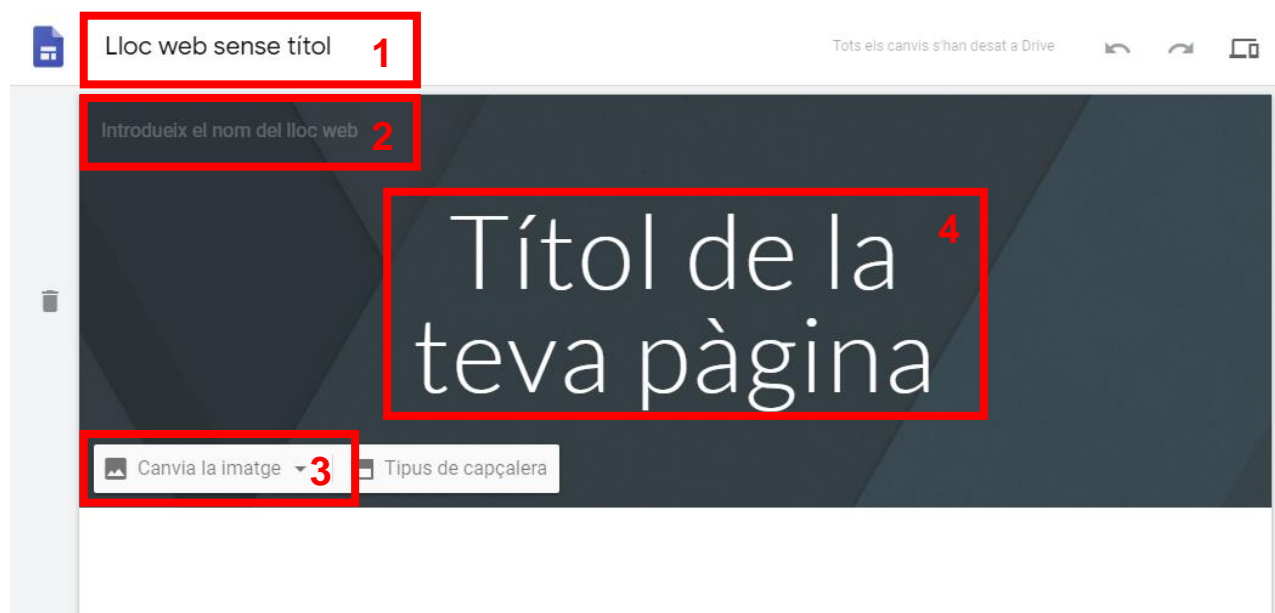 Lloc web sense títol 1
Tots els canvis s'han desat a Drive
Introdueix el nom del lloc web 2
Títol de la 4
teva pàgina
Canvia la imatge 3 Tipus de capçalera